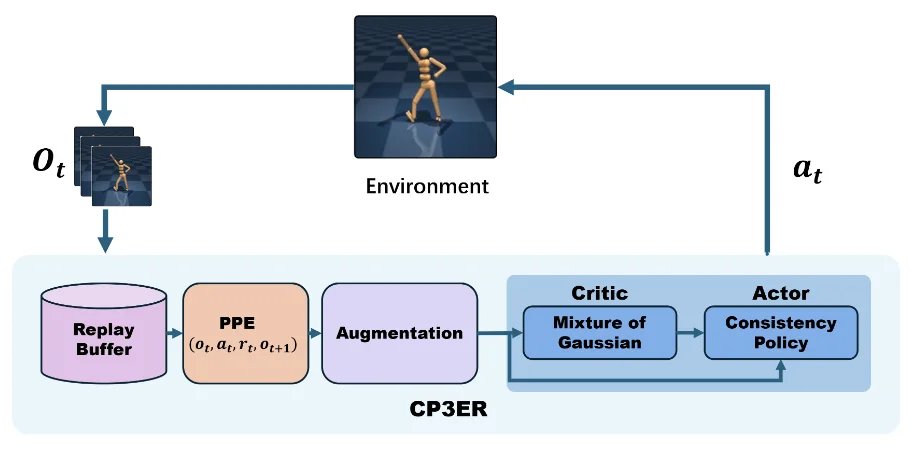 O_t
Environment
a_t
Replay
Buffer
PPE
(o_t, a_t, r_t, o_{t+1})
Augmentation
Critic
Mixture of
Gaussian
Actor
Consistency
Policy
CP3ER